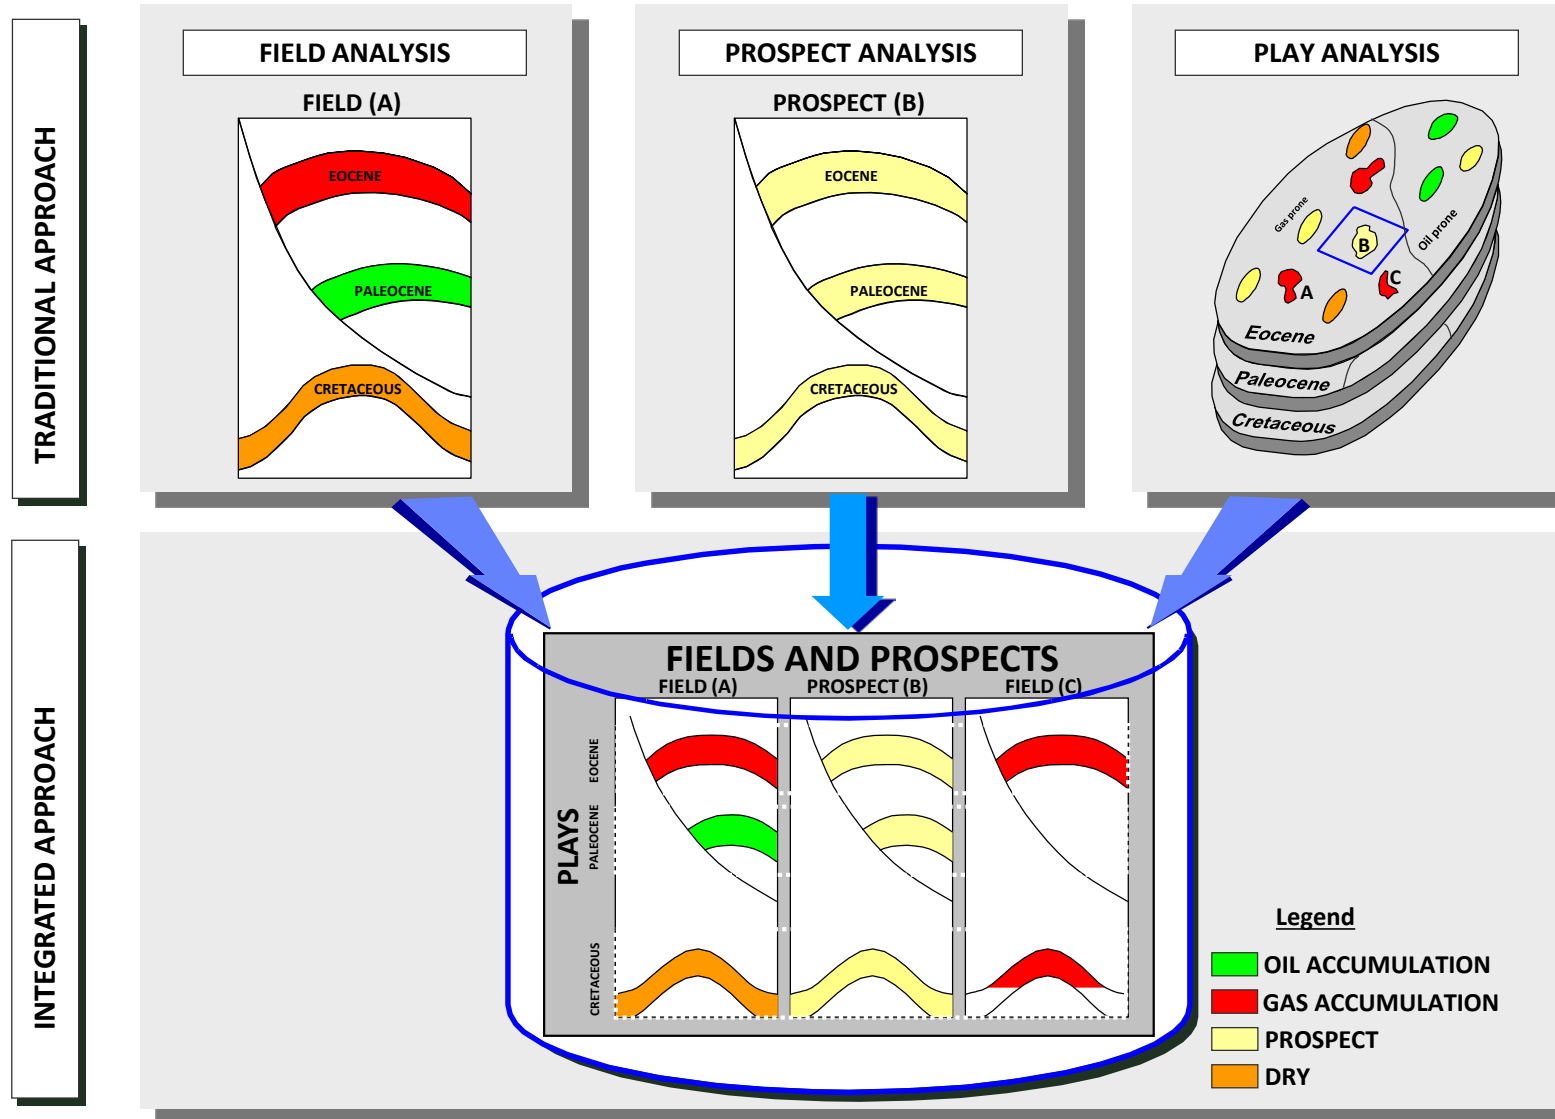 TRADITIONAL APPROACH
FIELD ANALYSIS
FIELD (A)
EOCENE
PALEOCENE
CRETACEOUS
PROSPECT ANALYSIS
PROSPECT (B)
EOCENE
PALEOCENE
CRETACEOUS
PLAY ANALYSIS
Gas prone
Oil prone
B
C
A
Eocene
Paleocene
Cretaceous
INTEGRATED APPROACH
FIELDS AND PROSPECTS
FIELD (A)
PROSPECT (B)
FIELD (C)
PLAYS
EOCENE
PALEOCENE
CRETACEOUS
Legend
OIL ACCUMULATION
GAS ACCUMULATION
PROSPECT
DRY